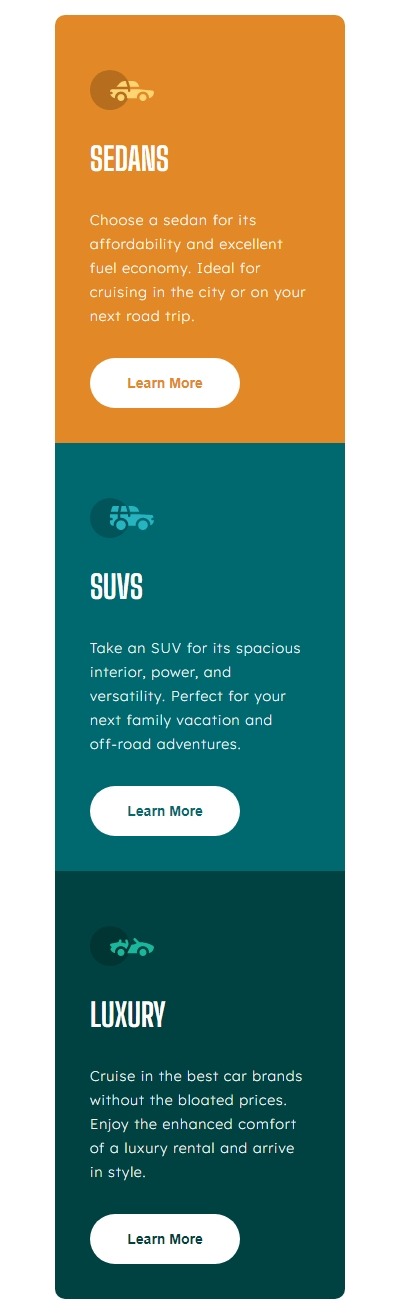 SEDANS
Choose a sedan for its
affordability and excellent
fuel economy. Ideal for
cruising in the city or on your
next road trip.
Learn More
SUVS
Take an SUV for its spacious
interior, power, and
versatility. Perfect for your
next family vacation and
off-road adventures.
Learn More
LUXURY
Cruise in the best car brands
without the bloated prices.
Enjoy the enhanced comfort
of a luxury rental and arrive
in style.
Learn More